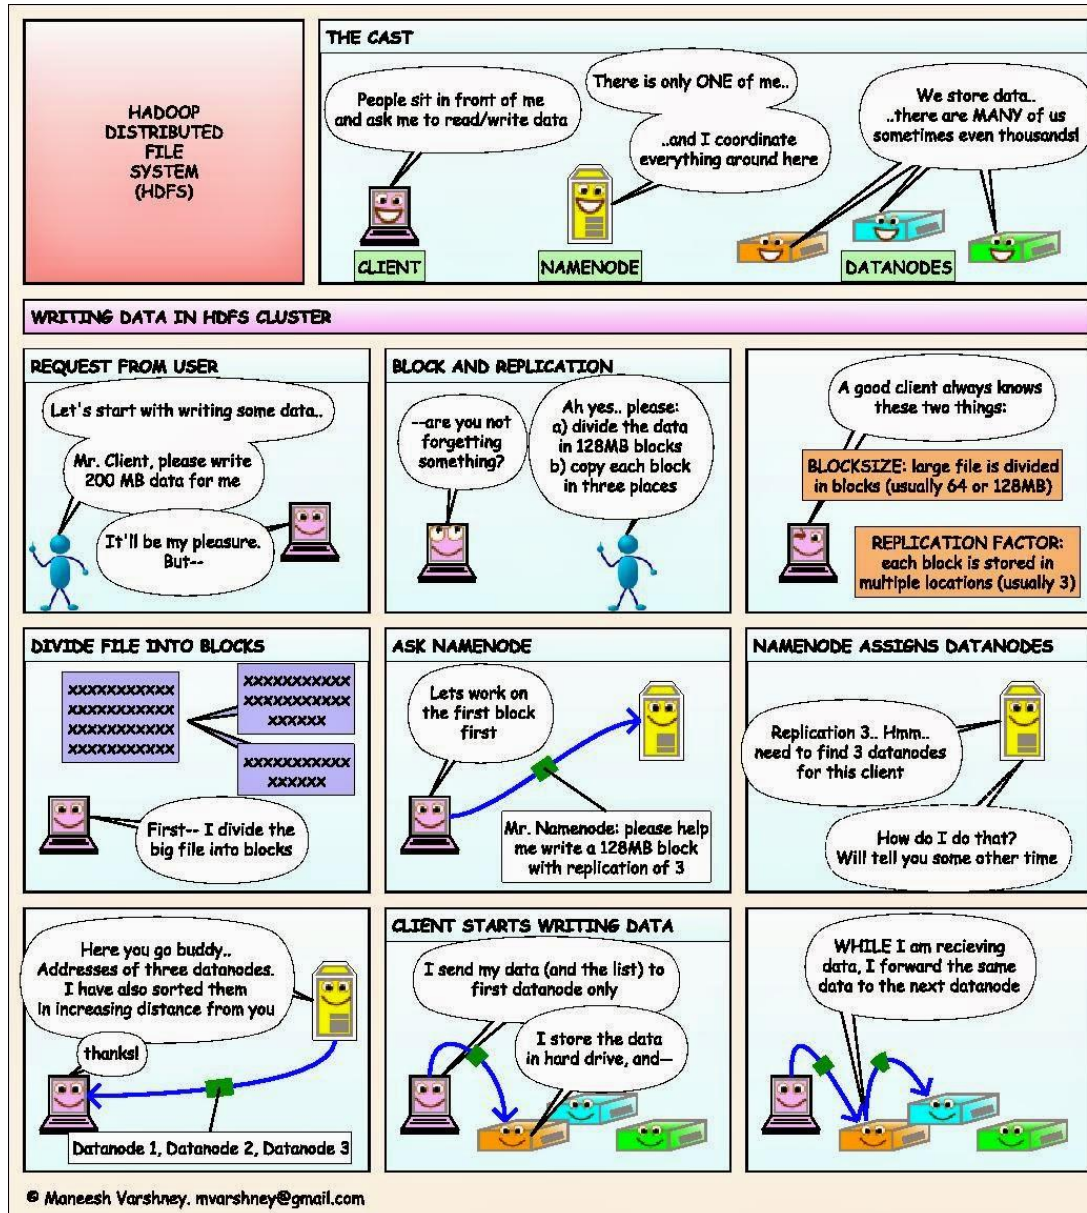 HADOOP
DISTRIBUTED
FILE
SYSTEM
(HDFS)
THE CAST
People sit in front of me
and ask me to read/write data
There is only ONE of me..
..and I coordinate
everything around here
We store data..
..there are MANY of us
sometimes even thousands!
CLIENT
NAMENODE
DATANODES
WRITING DATA IN HDFS CLUSTER
REQUEST FROM USER
Let's start with writing some data..
Mr. Client, please write
200 MB data for me
It'll be my pleasure.
But--
BLOCK AND REPLICATION
--are you not
forgetting
something?
Ah yes.. please:
a) divide the data
in 128MB blocks
b) copy each block
in three places
A good client always knows
these two things:
BLOCKSIZE: large file is divided
in blocks (usually 64 or 128MB)
REPLICATION FACTOR:
each block is stored in
multiple locations (usually 3)
DIVIDE FILE INTO BLOCKS
XXXXXXXXXXX
XXXXXXXXXXX
XXXXXXXXXXX
XXXXXXXXXXX
XXXXXXXXXXX
XXXXXXXXXXX
XXXXXX
XXXXXXXXXXX
XXXXXX
First-- I divide the
big file into blocks
ASK NAMENODE
Lets work on
the first block
first
Mr. Namenode: please help
me write a 128MB block
with replication of 3
NAMENODE ASSIGNS DATANODES
Replication 3.. Hmm..
need to find 3 datanodes
for this client
How do I do that?
Will tell you some other time
Here you go buddy..
Addresses of three datanodes.
I have also sorted them
in increasing distance from you
thanks!
Datanode 1, Datanode 2, Datanode 3
CLIENT STARTS WRITING DATA
I send my data (and the list) to
first datanode only
I store the data
in hard drive, and—
WHILE I am recieving
data, I forward the same
data to the next datanode
© Maneesh Varshney. mvarshney@gmail.com